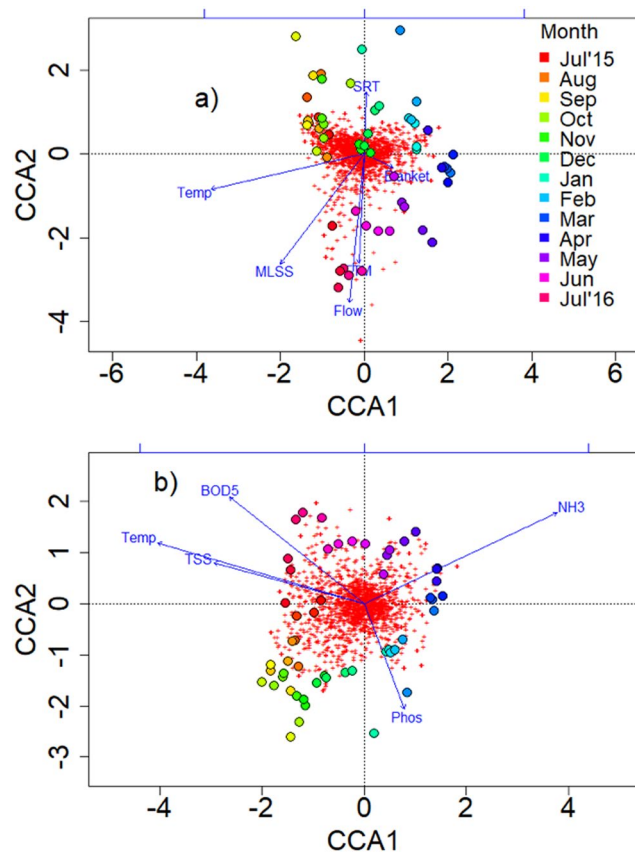 a)
Month
Jul'15
Aug
Sep
Oct
Nov
Dec
Jan
Feb
Mar
Apr
May
Jun
Jul'16
SRT
Temp
MLSS
Flow
CCA2
2
0
-2
-4
-6
-4
-2
0
2
4
6
CCA1
b)
BOD5
NH3
Temp
TSS
Phos
CCA2
2
1
0
-1
-2
-3
-4
-2
0
2
4
CCA1